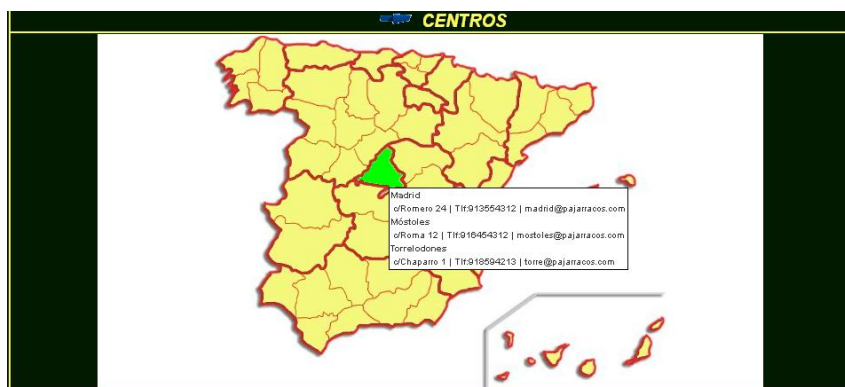 CENTROS
Madrid
c/Romero 24 | Tlf:913554312 | madrid@pajarracos.com
Móstoles
c/Roma 12 | Tlf:916454312 | mostoles@pajarracos.com
Torrelodones
c/Chaparro 1 | Tlf:918594213 | torre@pajarracos.com